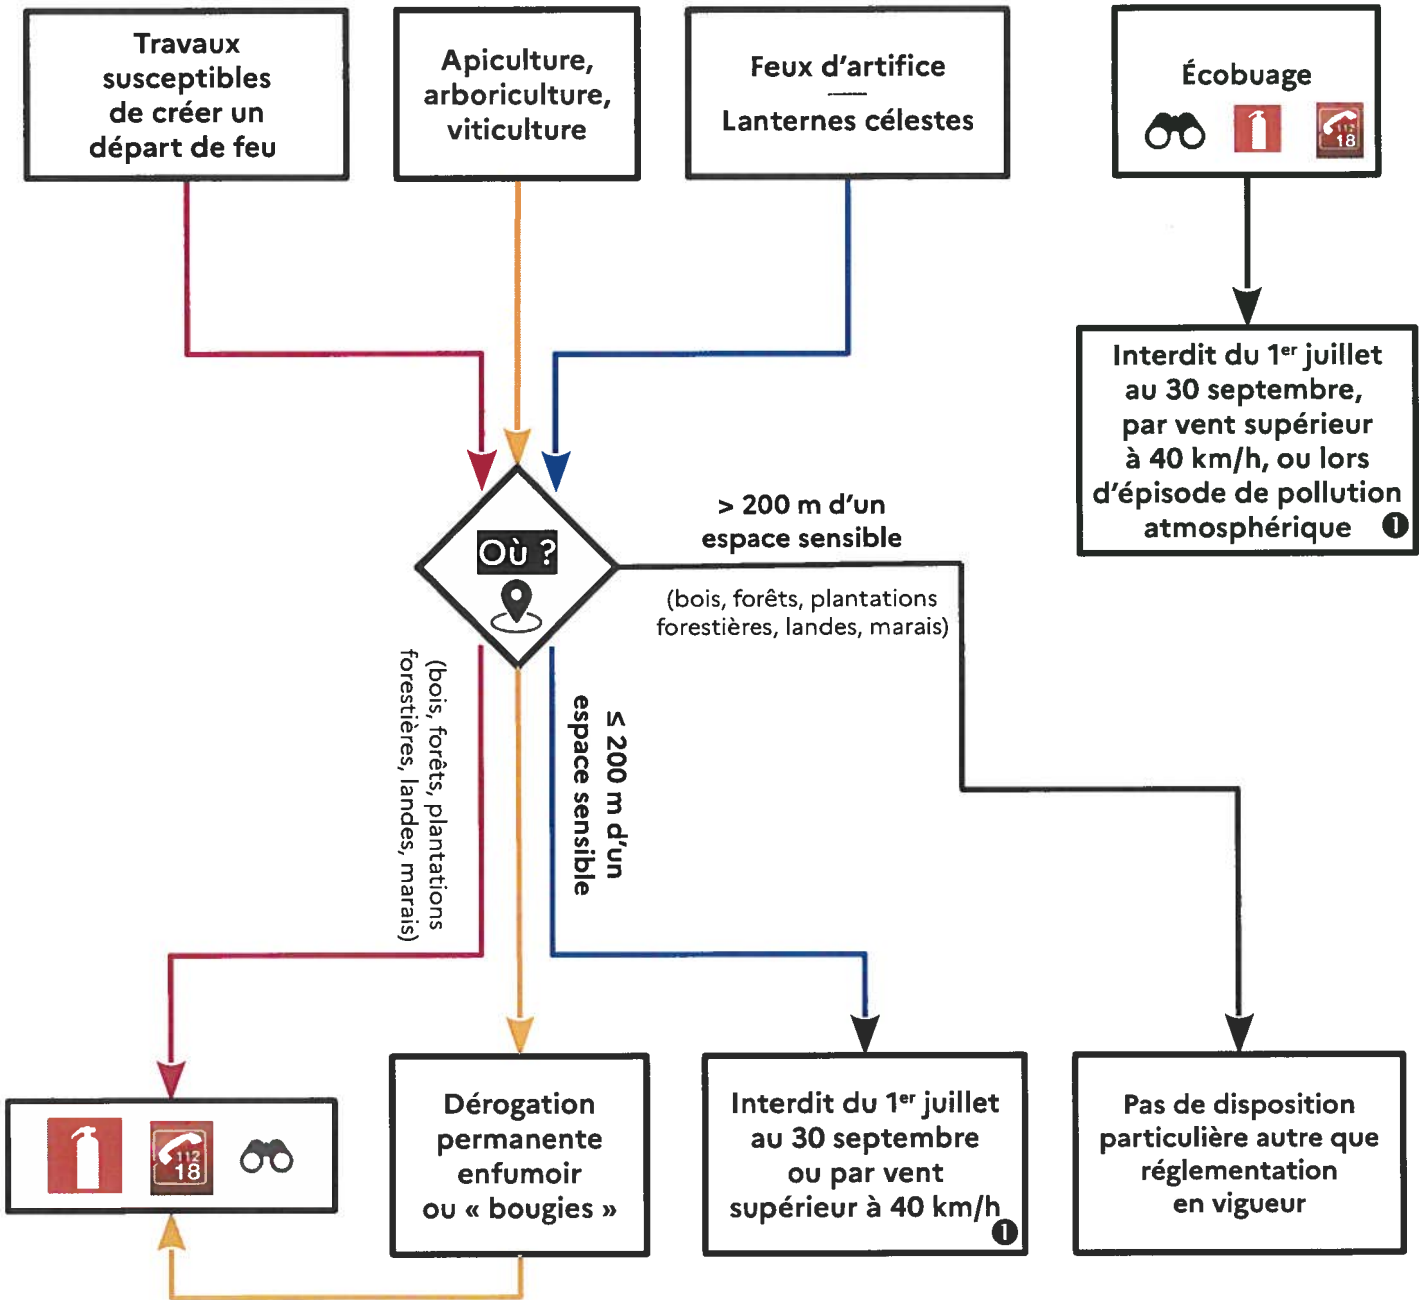 Travaux
susceptibles
de créer un
départ de feu
Apiculture,
arboriculture,
viticulture
Feux d'artifice
Lanternes célestes
Écobuage
112
18
Interdit du 1er juillet
au 30 septembre,
par vent supérieur
à 40 km/h, ou lors
d'épisode de pollution
atmosphérique ❶
Où ?
> 200 m d'un
espace sensible
(bois, forêts, plantations
forestières, landes, marais)
(bois, forêts, plantations
forestières, landes, marais)
≤ 200 m d'un
espace sensible
112
18
Dérogation
permanente
enfumoir
ou « bougies »
Interdit du 1er juillet
au 30 septembre
ou par vent
supérieur à 40 km/h
❶
Pas de disposition
particulière autre que
réglementation
en vigueur